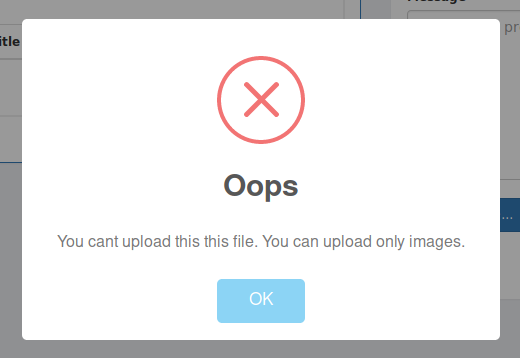 Message
itle
pr
Oops
You cant upload this this file. You can upload only images.
OK
...